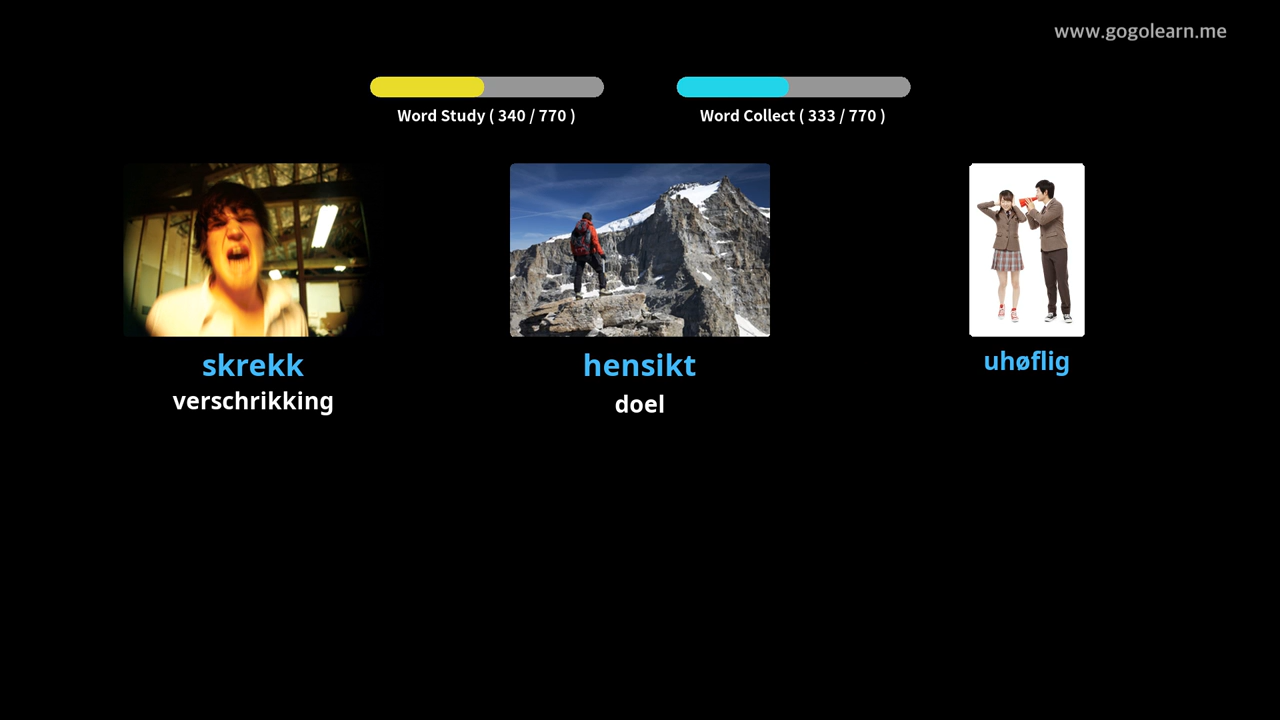 www.gogolearn.me
Word Study ( 340 / 770 )
Word Collect ( 333 / 770 )
skrekk
verschrikking
hensikt
doel
uhøflig